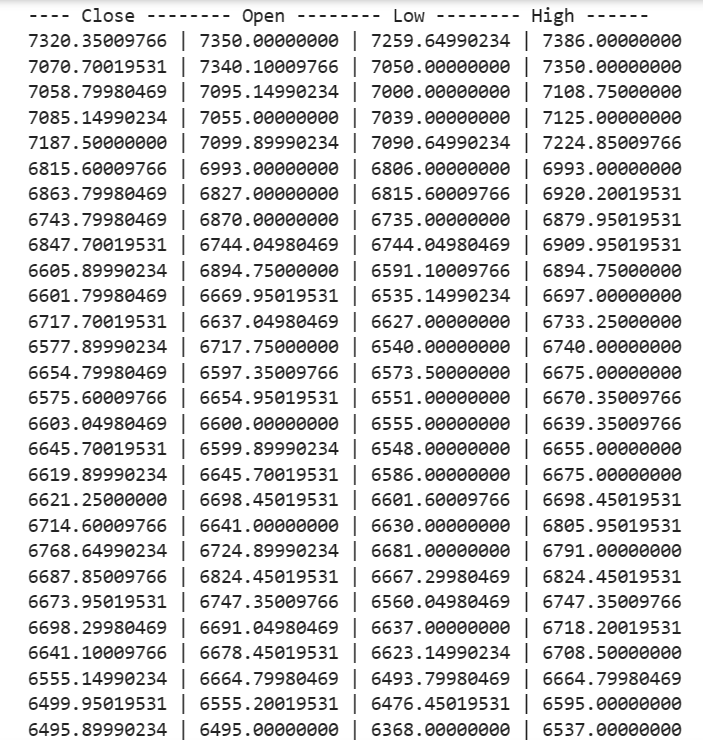 ---- Close -------- Open -------- Low -------- High ------
7320.35009766 | 7350.00000000 | 7259.64990234 | 7386.00000000
7070.70019531 | 7340.10009766 | 7050.00000000 | 7350.00000000
7058.79980469 | 7095.14990234 | 7000.00000000 | 7108.75000000
7085.14990234 | 7055.00000000 | 7039.00000000 | 7125.00000000
7187.50000000 | 7099.89990234 | 7090.64990234 | 7224.85009766
6815.60009766 | 6993.00000000 | 6806.00000000 | 6993.00000000
6863.79980469 | 6827.00000000 | 6815.60009766 | 6920.20019531
6743.79980469 | 6870.00000000 | 6735.00000000 | 6879.95019531
6847.70019531 | 6744.04980469 | 6744.04980469 | 6909.95019531
6605.89990234 | 6894.75000000 | 6591.10009766 | 6894.75000000
6601.79980469 | 6669.95019531 | 6535.14990234 | 6697.00000000
6717.70019531 | 6637.04980469 | 6627.00000000 | 6733.25000000
6577.89990234 | 6717.75000000 | 6540.00000000 | 6740.00000000
6654.79980469 | 6597.35009766 | 6573.50000000 | 6675.00000000
6575.60009766 | 6654.95019531 | 6551.00000000 | 6670.35009766
6603.04980469 | 6600.00000000 | 6555.00000000 | 6639.35009766
6645.70019531 | 6599.89990234 | 6548.00000000 | 6655.00000000
6619.89990234 | 6645.70019531 | 6586.00000000 | 6675.00000000
6621.25000000 | 6698.45019531 | 6601.60009766 | 6698.45019531
6714.60009766 | 6641.00000000 | 6630.00000000 | 6805.95019531
6768.64990234 | 6724.89990234 | 6681.00000000 | 6791.00000000
6687.85009766 | 6824.45019531 | 6667.29980469 | 6824.45019531
6673.95019531 | 6747.35009766 | 6560.04980469 | 6747.35009766
6698.29980469 | 6691.04980469 | 6637.00000000 | 6718.20019531
6641.10009766 | 6678.45019531 | 6623.14990234 | 6708.50000000
6555.14990234 | 6664.79980469 | 6493.79980469 | 6664.79980469
6499.95019531 | 6555.20019531 | 6476.45019531 | 6595.00000000
6495.89990234 | 6495.00000000 | 6368.00000000 | 6537.00000000